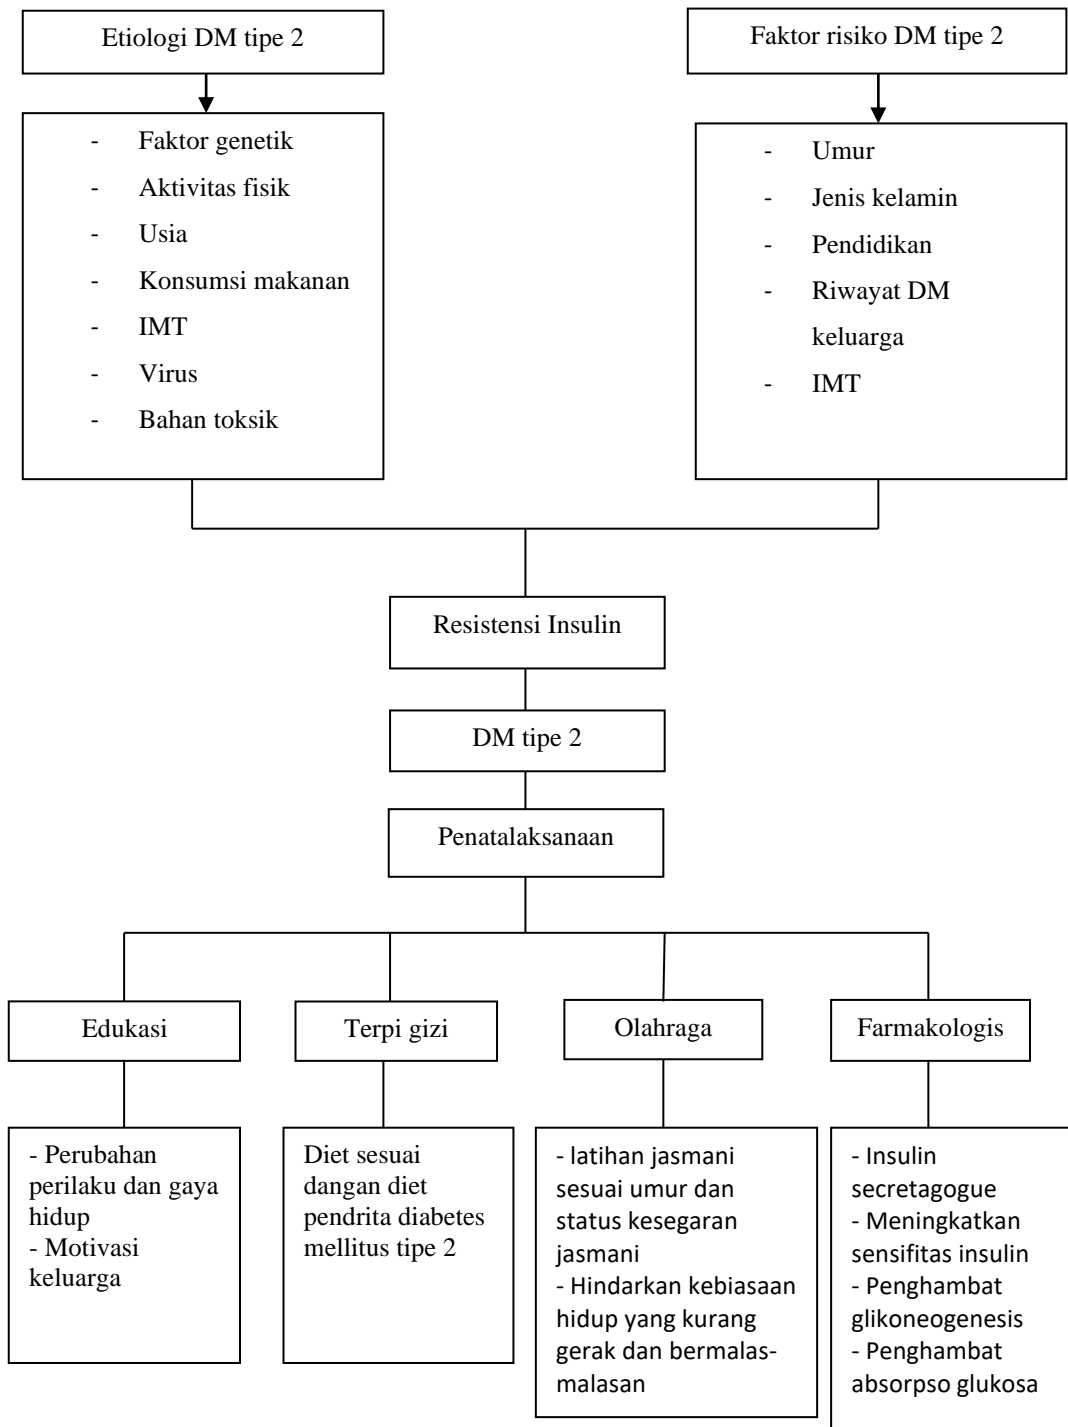 Etiologi DM tipe 2
Faktor risiko DM tipe 2
- Faktor genetik
- Aktivitas fisik
- Usia
- Konsumsi makanan
- IMT
- Virus
- Bahan toksik
- Umur
- Jenis kelamin
- Pendidikan
- Riwayat DM
keluarga
- IMT
Resistensi Insulin
DM tipe 2
Penatalaksanaan
Edukasi
Terpi gizi
Olahraga
Farmakologis
- Perubahan
perilaku dan gaya
hidup
- Motivasi
keluarga
Diet sesuai
dangan diet
pendrita diabetes
mellitus tipe 2
- latihan jasmani
sesuai umur dan
status kesegaran
jasmani
- Hindarkan kebiasaan
hidup yang kurang
gerak dan bermalas-
malasan
- Insulin
secretagogue
- Meningkatkan
sensifitas insulin
- Penghambat
glikoneogenesis
- Penghambat
absorpso glukosa